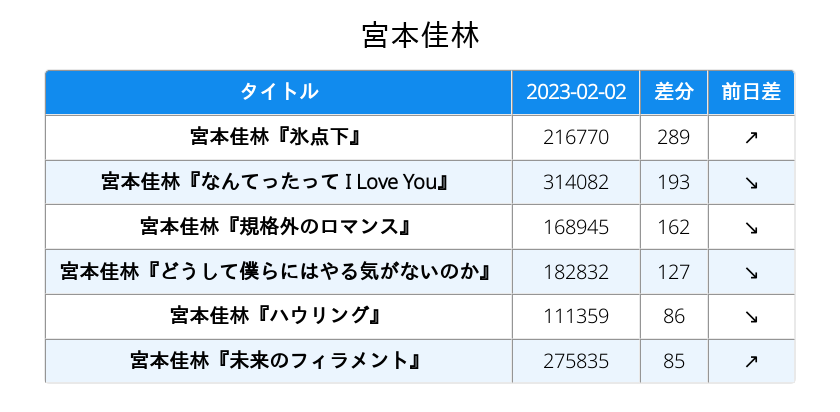 宮本佳林
タイトル 2023-02-02 差分 前日差
宮本佳林『氷点下』 216770 289 ↗
宮本佳林『なんてったって I Love You』 314082 193 ↘
宮本佳林『規格外のロマンス』 168945 162 ↘
宮本佳林『どうして僕らにはやる気がないのか』 182832 127 ↘
宮本佳林『ハウリング』 111359 86 ↘
宮本佳林『未来のフィラメント』 275835 85 ↗